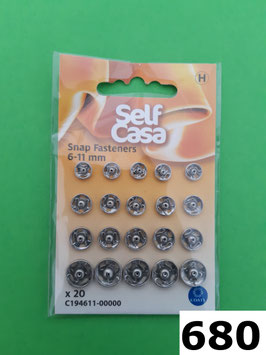 H
Self
Casa
Snap Fasteners
6-11 mm
x 20
C194611-00000
680